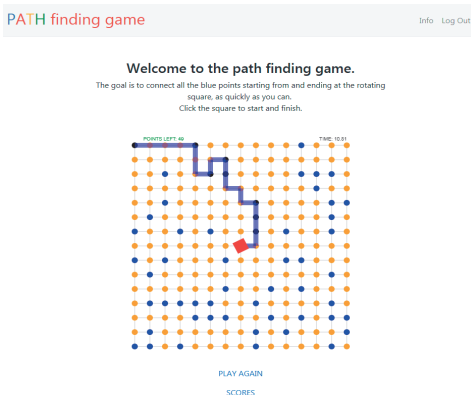 PATH finding game
Info Log Out
Welcome to the path finding game.
The goal is to connect all the blue points starting from and ending at the rotating
square, as quickly as you can.
Click the square to start and finish.
POINTS LEFT: 49
TIME: 10.81
PLAY AGAIN
SCORES